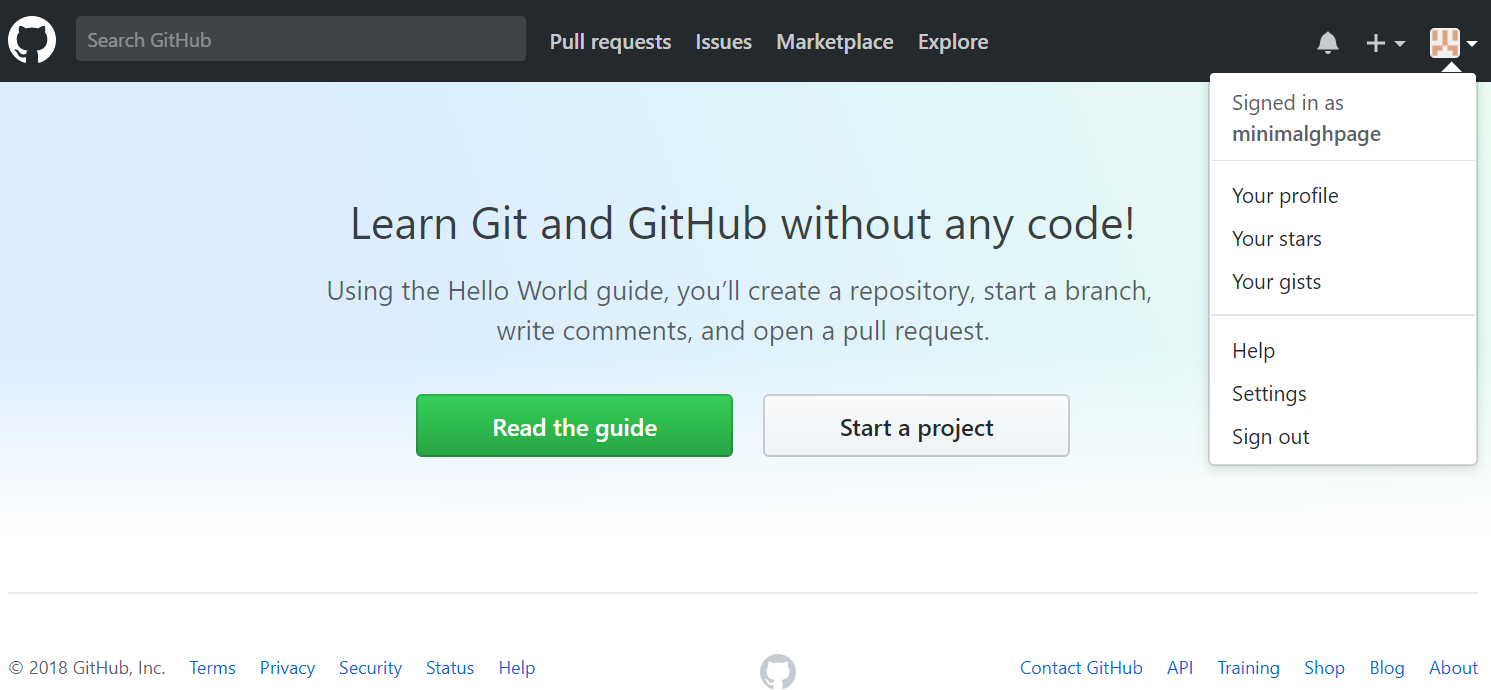 Search GitHub
Pull requests
Issues
Marketplace
Explore
Signed in as
minimalghpage
Your profile
Your stars
Your gists
Help
Settings
Sign out
Learn Git and GitHub without any code!
Using the Hello World guide, you’ll create a repository, start a branch,
write comments, and open a pull request.
Read the guide
Start a project
© 2018 GitHub, Inc.
Terms
Privacy
Security
Status
Help
Contact GitHub
API
Training
Shop
Blog
About